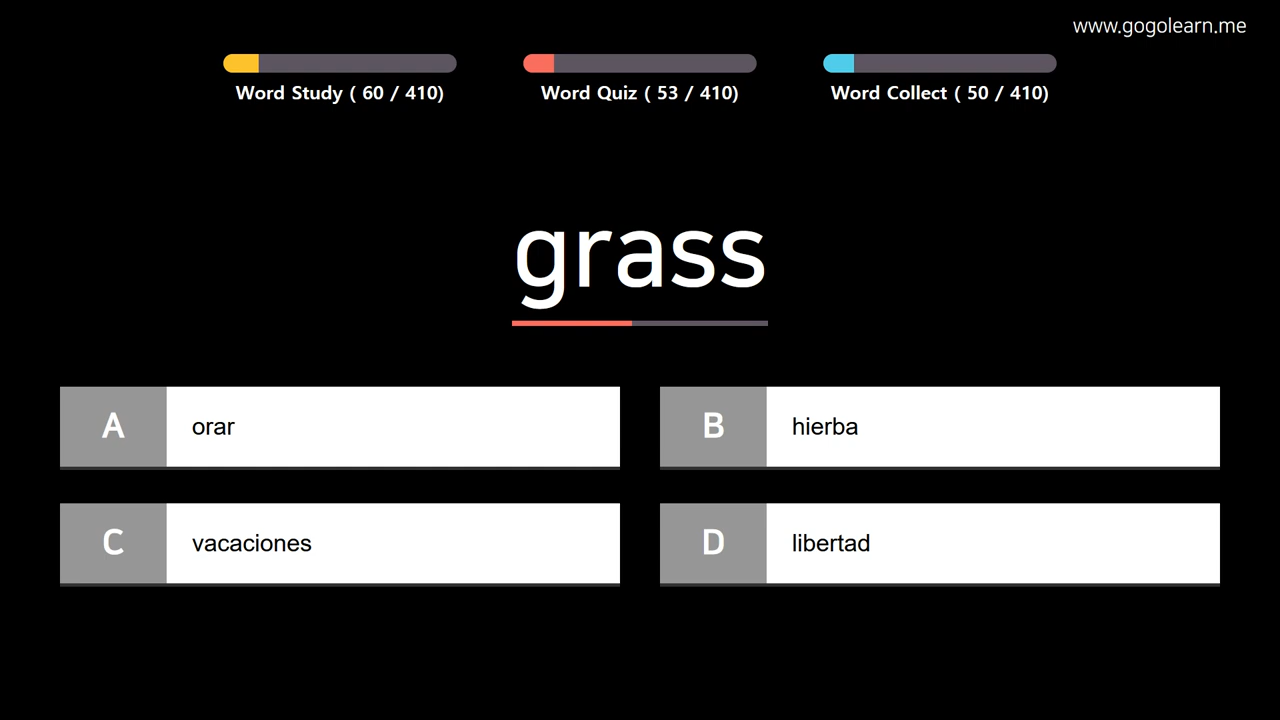 www.gogolearn.me
Word Study ( 60 / 410)
Word Quiz ( 53 / 410)
Word Collect ( 50 / 410)
grass
A orar
B hierba
C vacaciones
D libertad